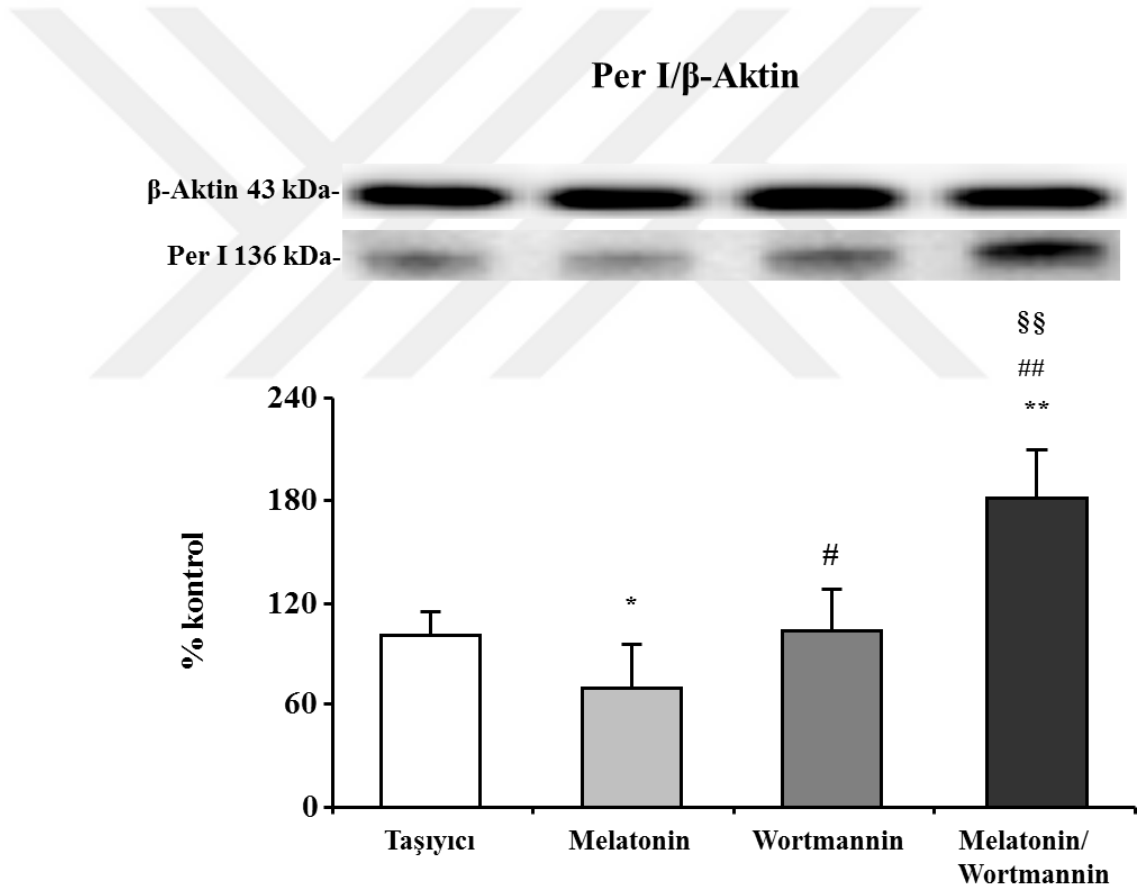 Per I/β-Aktin
β-Aktin 43 kDa-
Per I 136 kDa-
§§
##
**
240
180
120
60
0
% kontrol
*
#
Taşıyıcı
Melatonin
Wortmannin
Melatonin/
Wortmannin